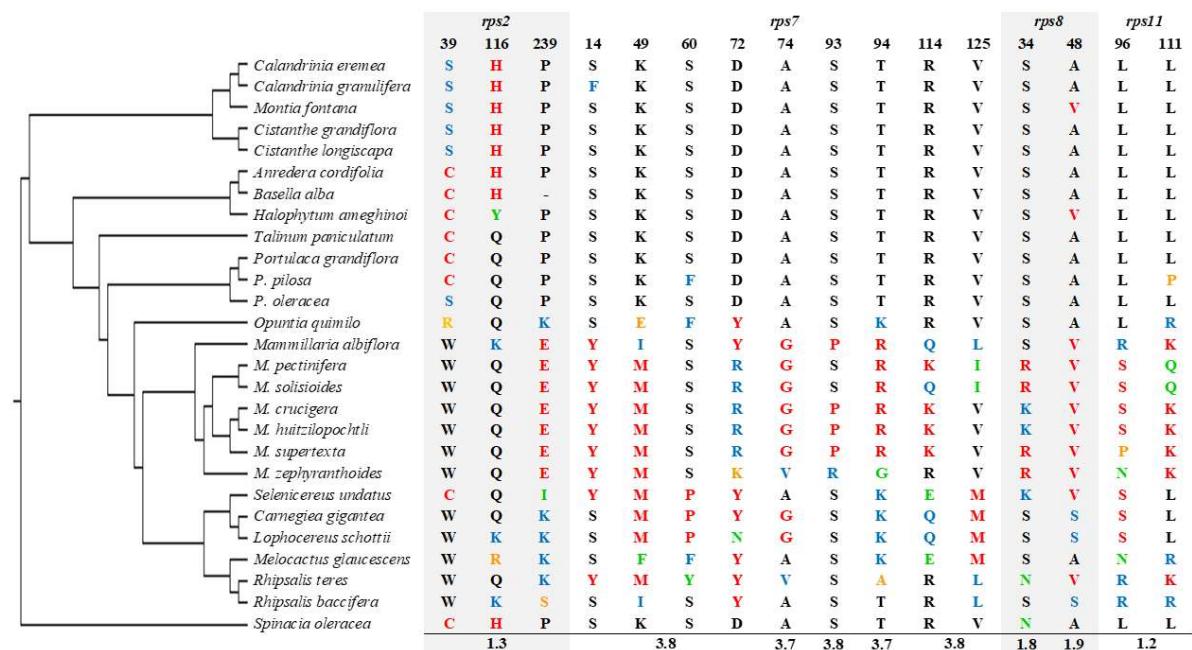 rps2 rps7 rps8 rps11
39 116 239 14 49 60 72 74 93 94 114 125 34 48 96 111
Calandrinia eremea S H P S K S D A S T R V S A L L
Calandrinia granulifera S H P F K S D A S T R V S A L L
Montia fontana S H P S K S D A S T R V S V L L
Cistanthe grandiflora S H P S K S D A S T R V S A L L
Cistanthe longiscapa S H P S K S D A S T R V S A L L
Anredera cordifolia C H P S K S D A S T R V S A L L
Basella alba C H - S K S D A S T R V S A L L
Halophytum ameghinoi C Y P S K S D A S T R V S V L L
Talinum paniculatum C Q P S K S D A S T R V S A L L
Portulaca grandiflora C Q P S K S D A S T R V S A L L
P. pilosa C Q P S K F D A S T R V S A L P
P. oleracea S Q P S K S D A S T R V S A L L
Opuntia quimilo R Q K S E F Y A S K R V S A L R
Mammillaria albiflora W K E Y I S Y G P R Q L S V R K
M. pectinifera W Q E Y M S R G S R K I R V S Q
M. solisioides W Q E Y M S R G S R Q I R V S Q
M. crucigera W Q E Y M S R G P R K V K V S K
M. huitzilopochtli W Q E Y M S R G P R K V K V S K
M. supertexta W Q E Y M S R G P R K V R V P K
M. zephyranthoides W Q E Y M S K V R G R V R V N K
Selenicereus undatus C Q I Y M P Y A S K E M K V S L
Carnegiea gigantea W Q K S M P Y G S K Q M S S S L
Lophocereus schottii W K K S M P N G S K Q M S S S L
Melocactus glaucescens W R K S F F Y A S K E M S A N R
Rhipsalis teres W Q K Y M Y Y V S A R L N V R K
Rhipsalis baccifera W K S S I S Y A S T R L S S R R
Spinacia oleracea C H P S K S D A S T R V N A L L
1.3 3.8 3.7 3.8 3.7 3.8 1.8 1.9 1.2